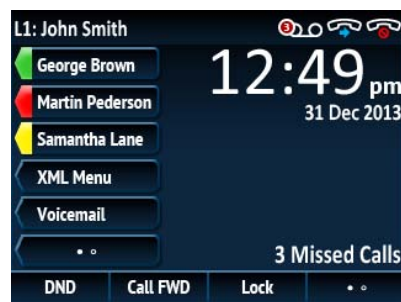 L1: John Smith
3
George Brown
12:49 pm
Martin Pederson
31 Dec 2013
Samantha Lane
XML Menu
Voicemail
3 Missed Calls
DND Call FWD Lock